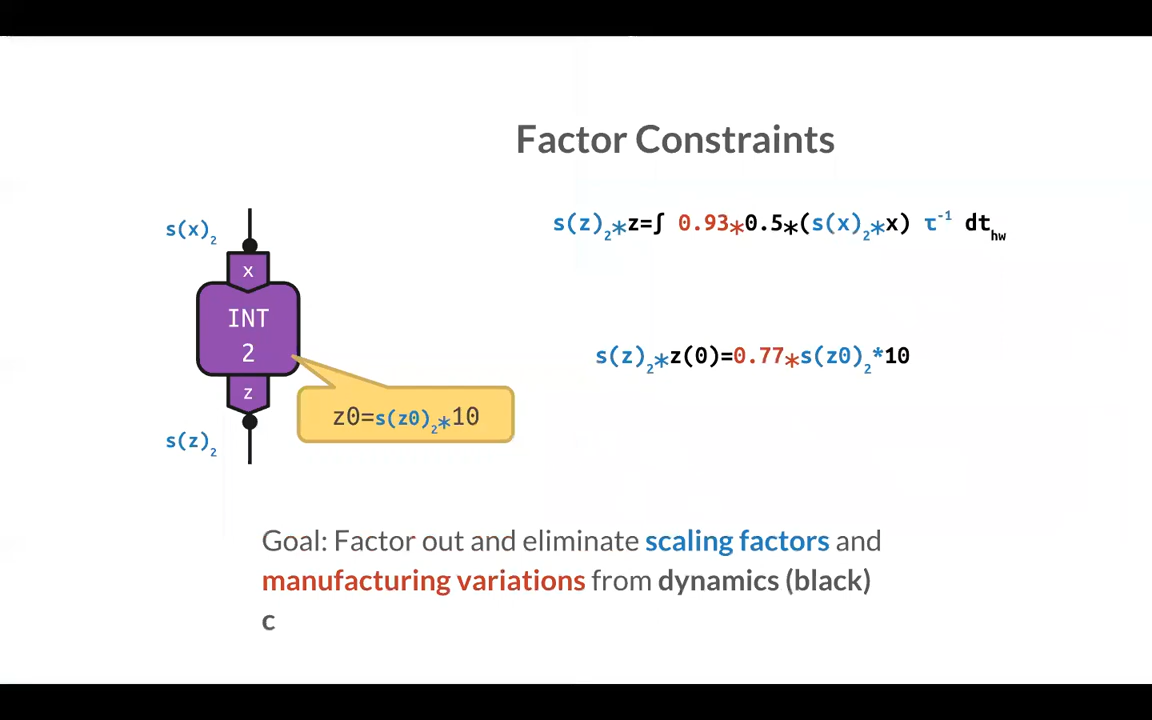 Factor Constraints
s(x)₂
x
INT
2
z
s(z)₂
z0=s(z0)₂*10
s(z)₂*z=∫ 0.93*0.5*(s(x)₂*x) τ⁻¹ dt_hw
s(z)₂*z(0)=0.77*s(z0)₂*10
Goal: Factor out and eliminate scaling factors and
manufacturing variations from dynamics (black)
c